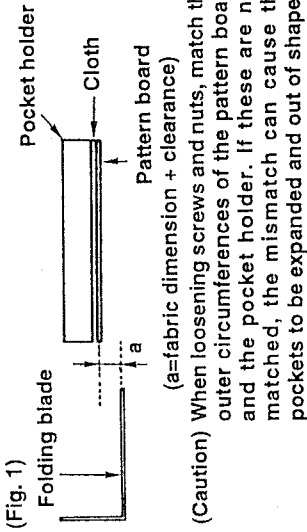 (Fig. 1)
Folding blade
Pocket holder
Cloth
Pattern board
a
(a=fabric dimension + clearance)
(Caution) When loosening screws and nuts, match
outer circumferences of the pattern
and the pocket holder. If these are
matched, the mismatch can cause
pockets to be expanded and out of shape